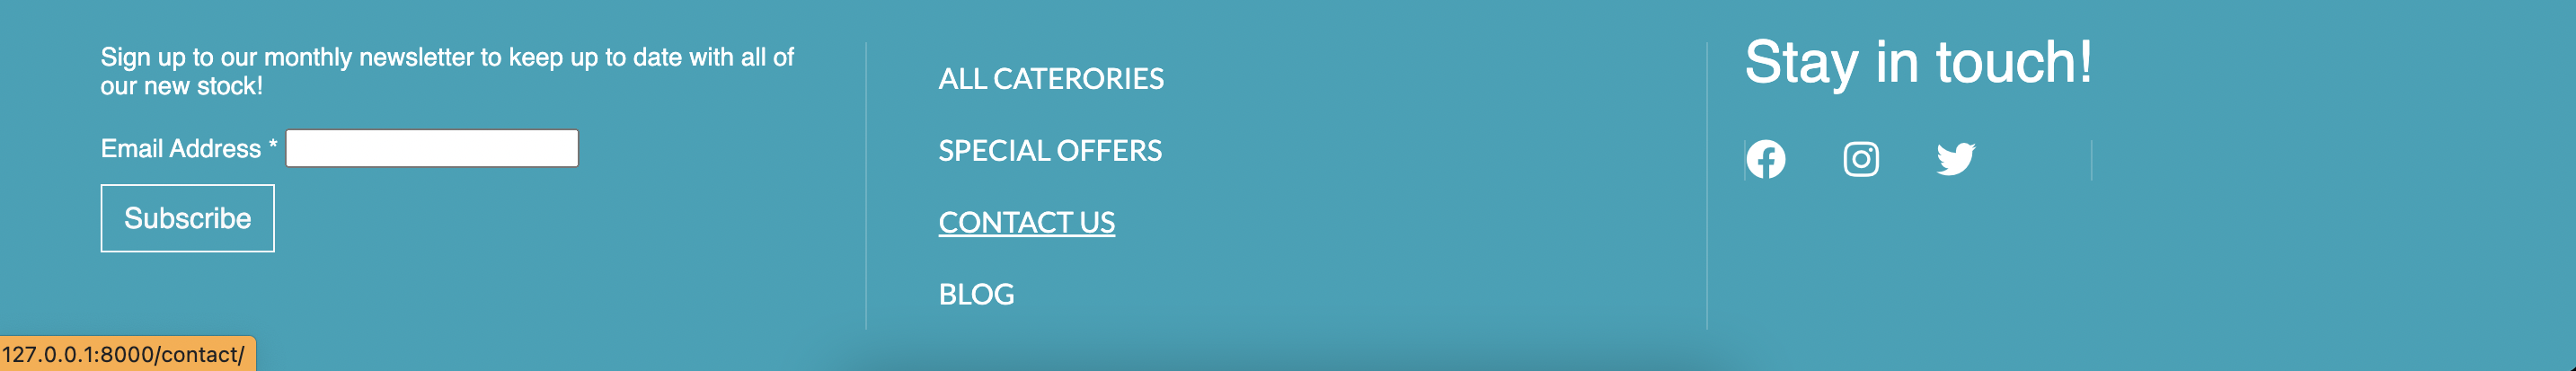 Sign up to our monthly newsletter to keep up to date with all of
our new stock!
Email Address *
Subscribe
ALL CATERORIES
SPECIAL OFFERS
CONTACT US
BLOG
Stay in touch!
127.0.0.1:8000/contact/